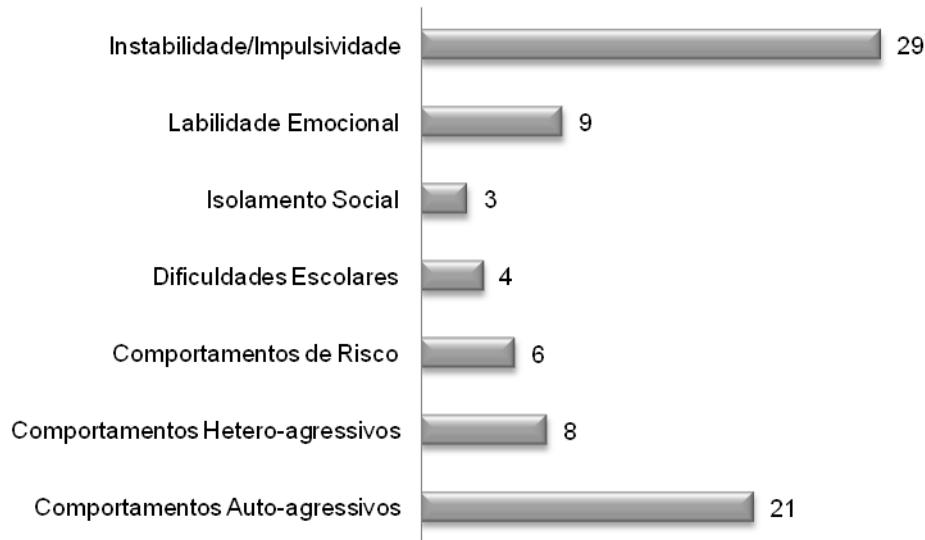 Instabilidade/Impulsividade 29
Labilidade Emocional 9
Isolamento Social 3
Dificuldades Escolares 4
Comportamentos de Risco 6
Comportamentos Hetero-agressivos 8
Comportamentos Auto-agressivos 21